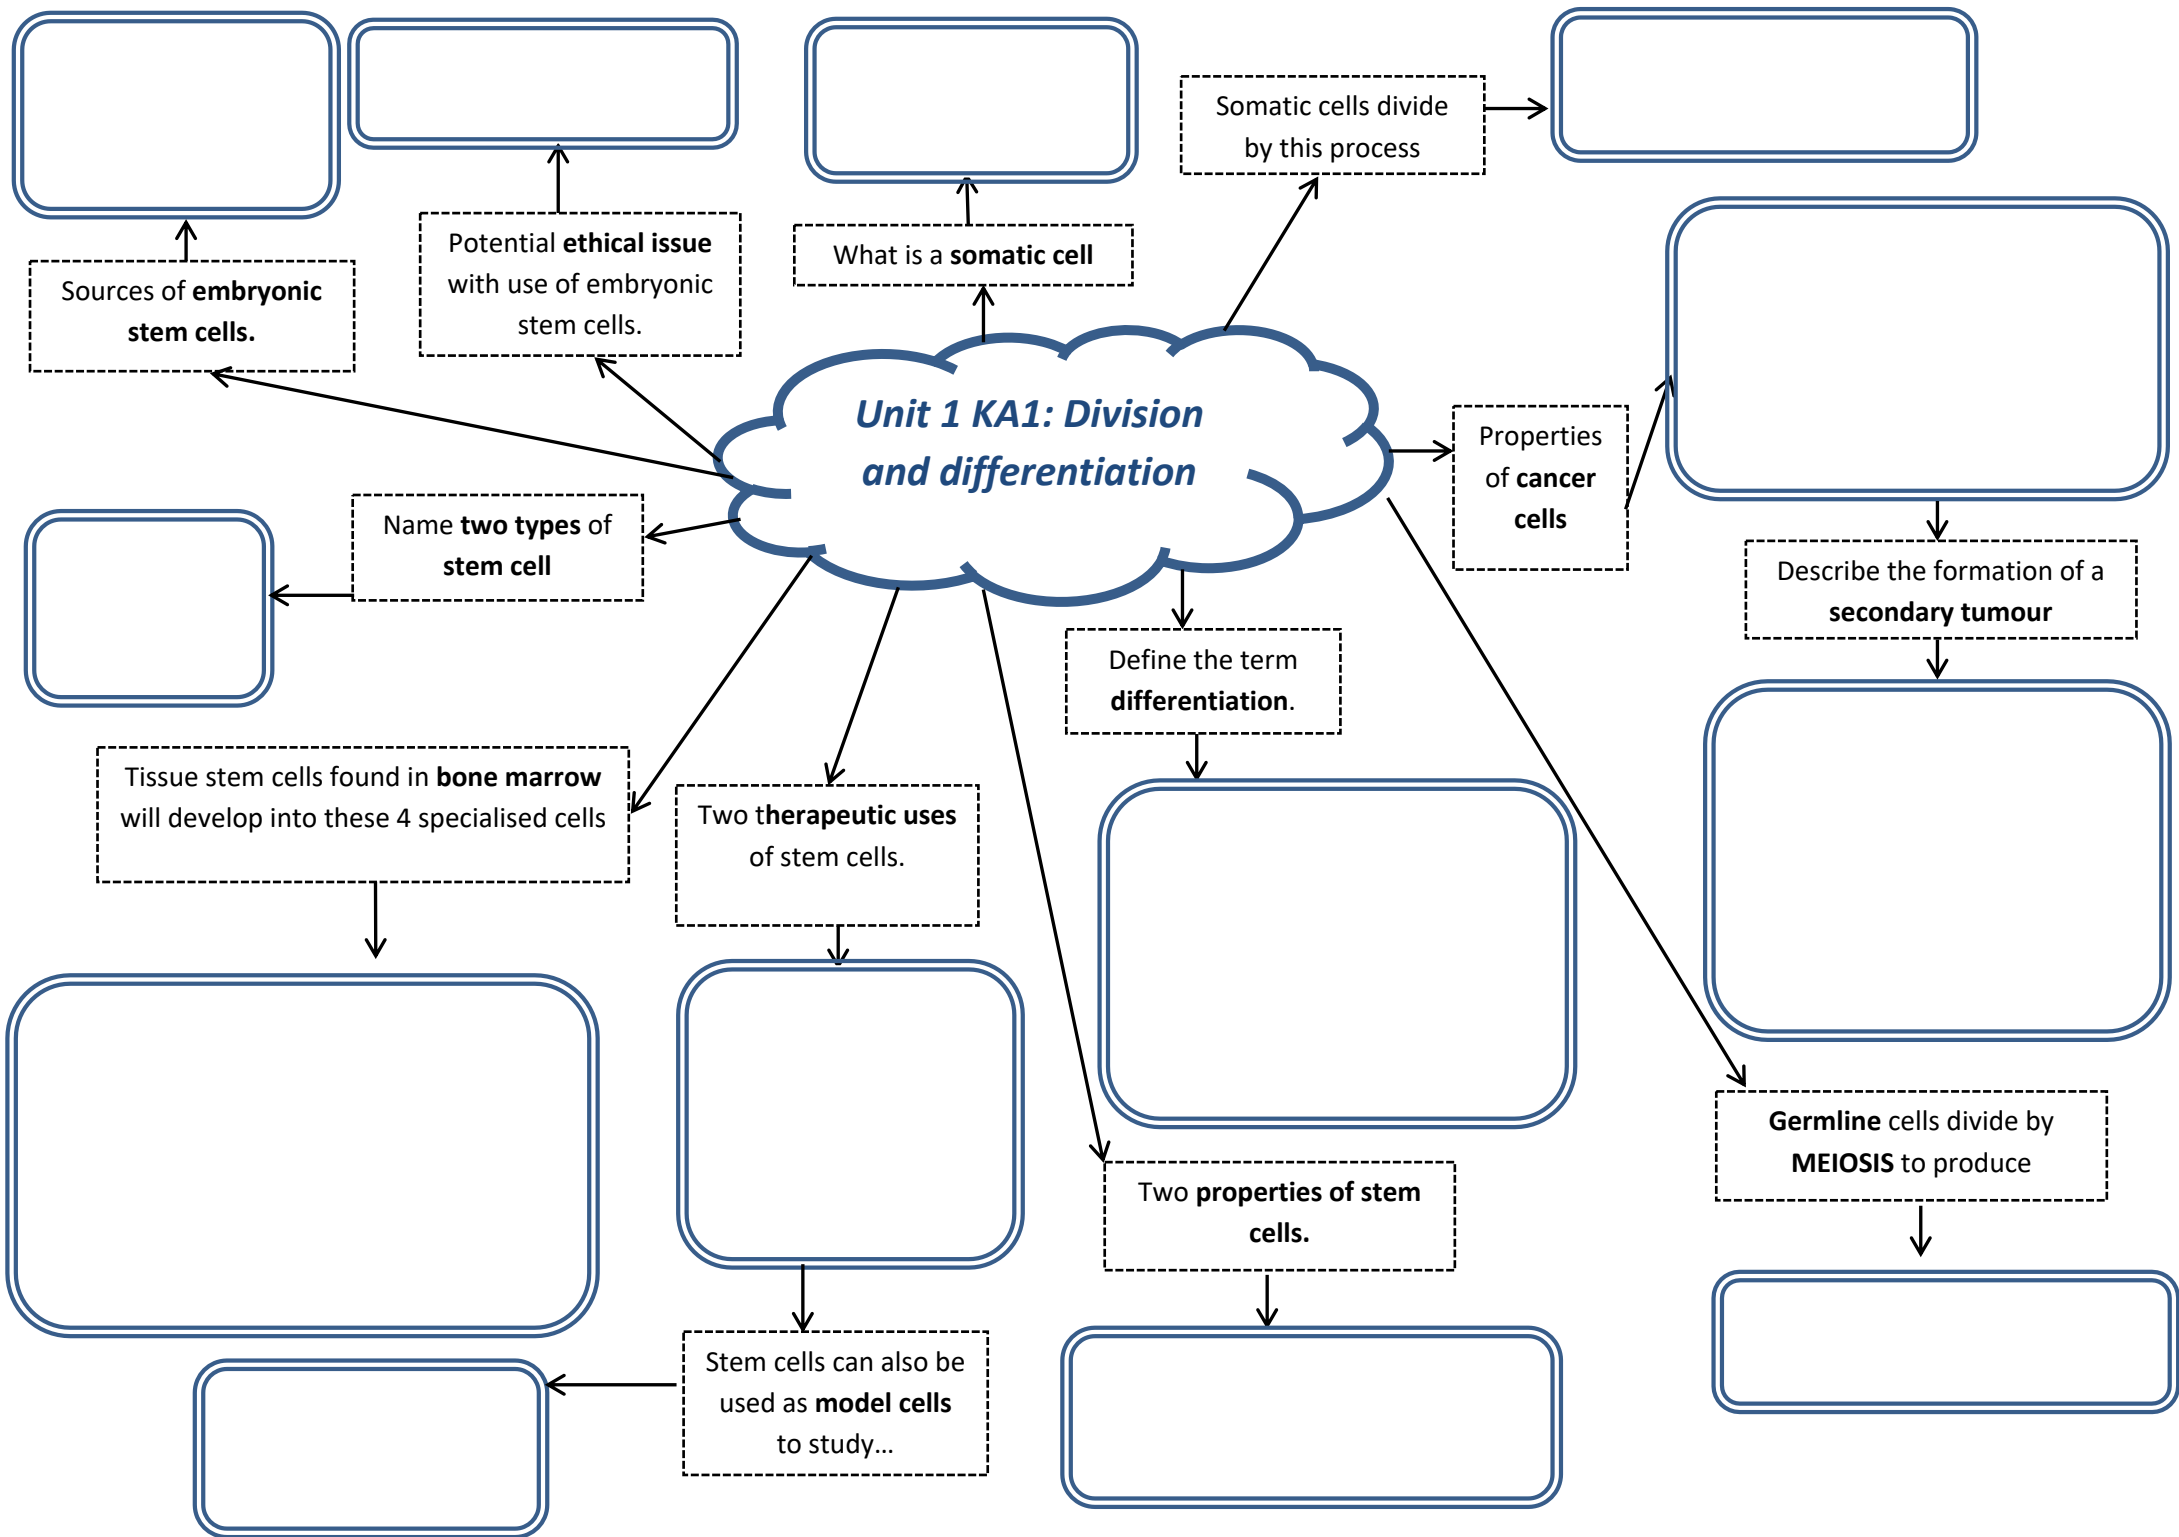 Somatic cells divide
by this process
Potential ethical issue
with use of embryonic
stem cells.
What is a somatic cell
Sources of embryonic
stem cells.
Unit 1 KA1: Division
and differentiation
Properties
of cancer
cells
Name two types of
stem cell
Describe the formation of a
secondary tumour
Define the term
differentiation.
Tissue stem cells found in bone marrow
will develop into these 4 specialised cells
Two therapeutic uses
of stem cells.
Germline cells divide by
MEIOSIS to produce
Two properties of stem
cells.
Stem cells can also be
used as model cells
to study…